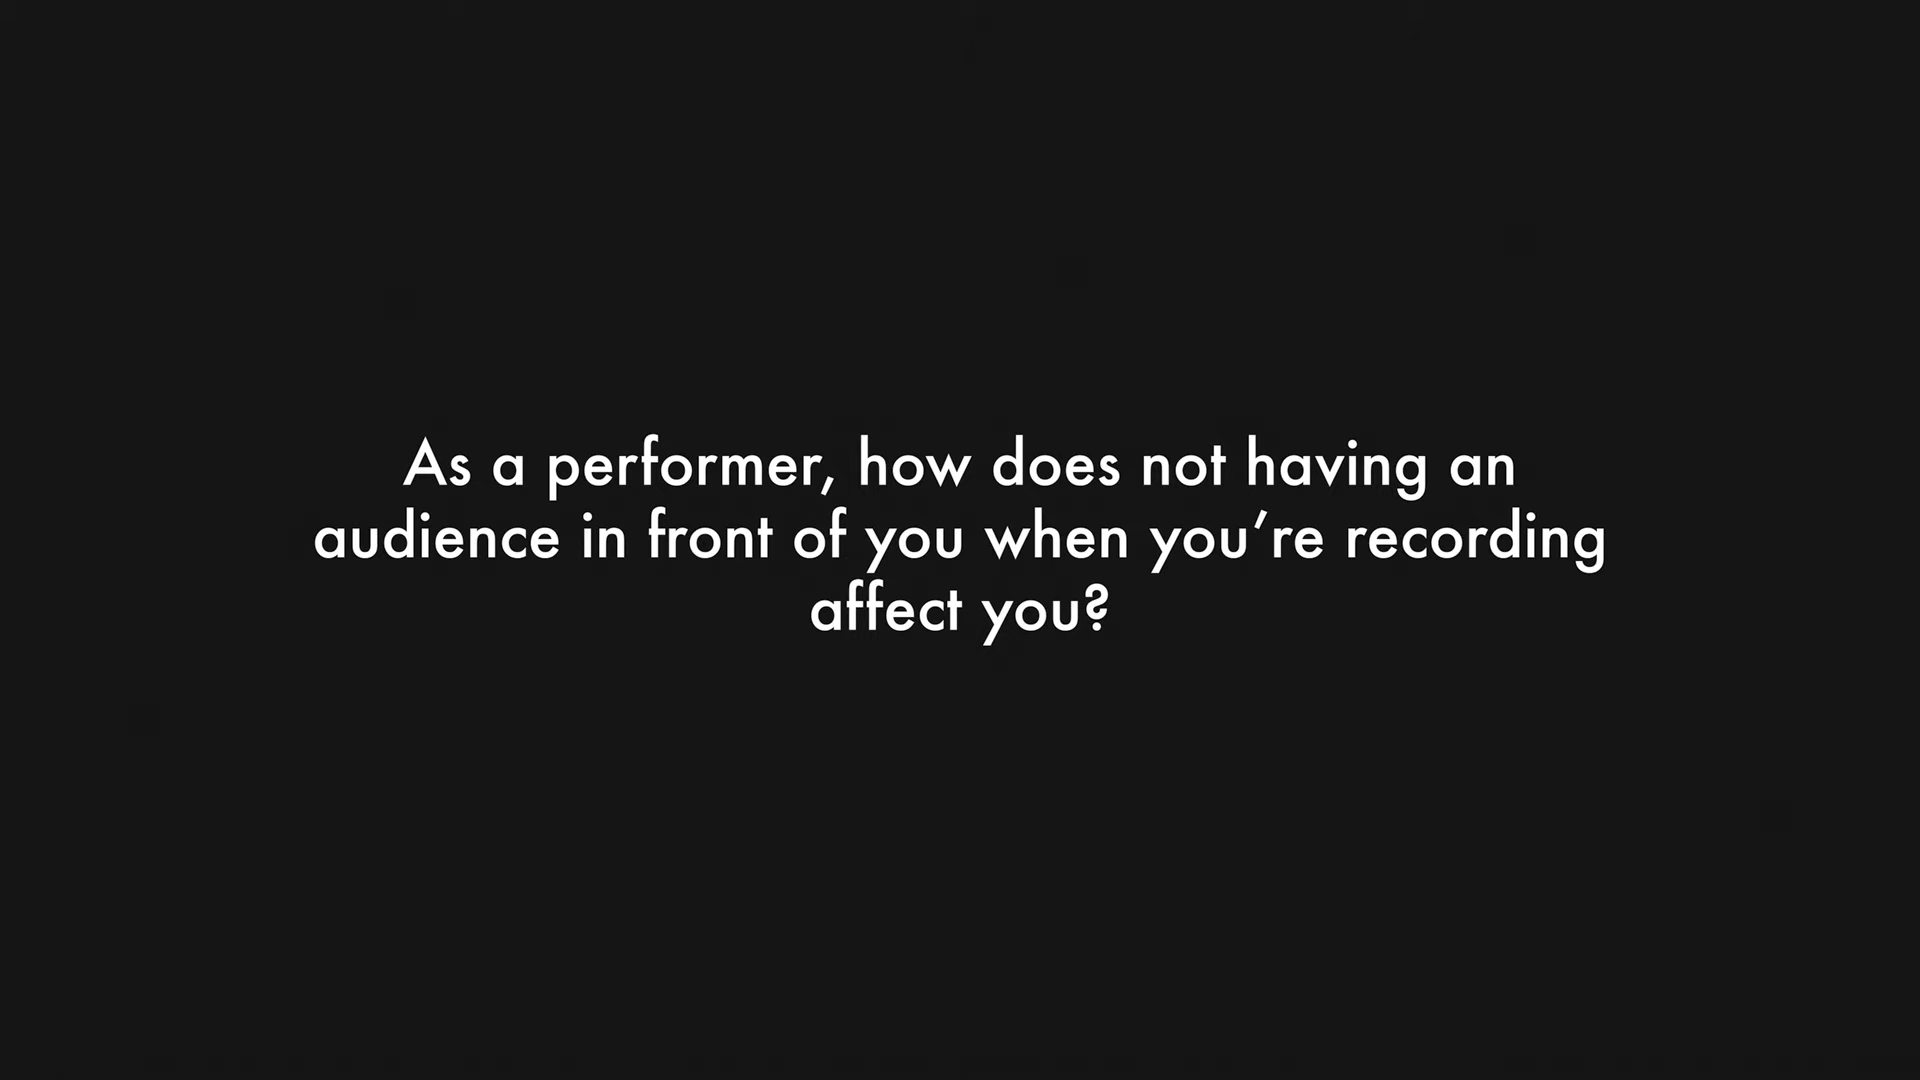 As a performer, how does not having an
audience in front of you when you’re recording
affect you?